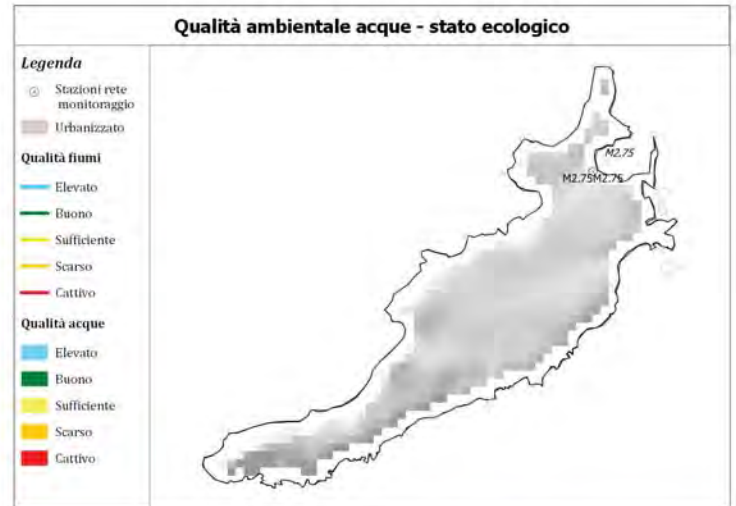 Qualità ambientale acque - stato ecologico
Legenda
Stazioni rete
monitoraggio
Urbanizzato
Qualità fiumi
Elevato
Buono
Sufficiente
Scarso
Cattivo
Qualità acque
Elevato
Buono
Sufficiente
Scarso
Cattivo
M2.75
M2.75M2.75